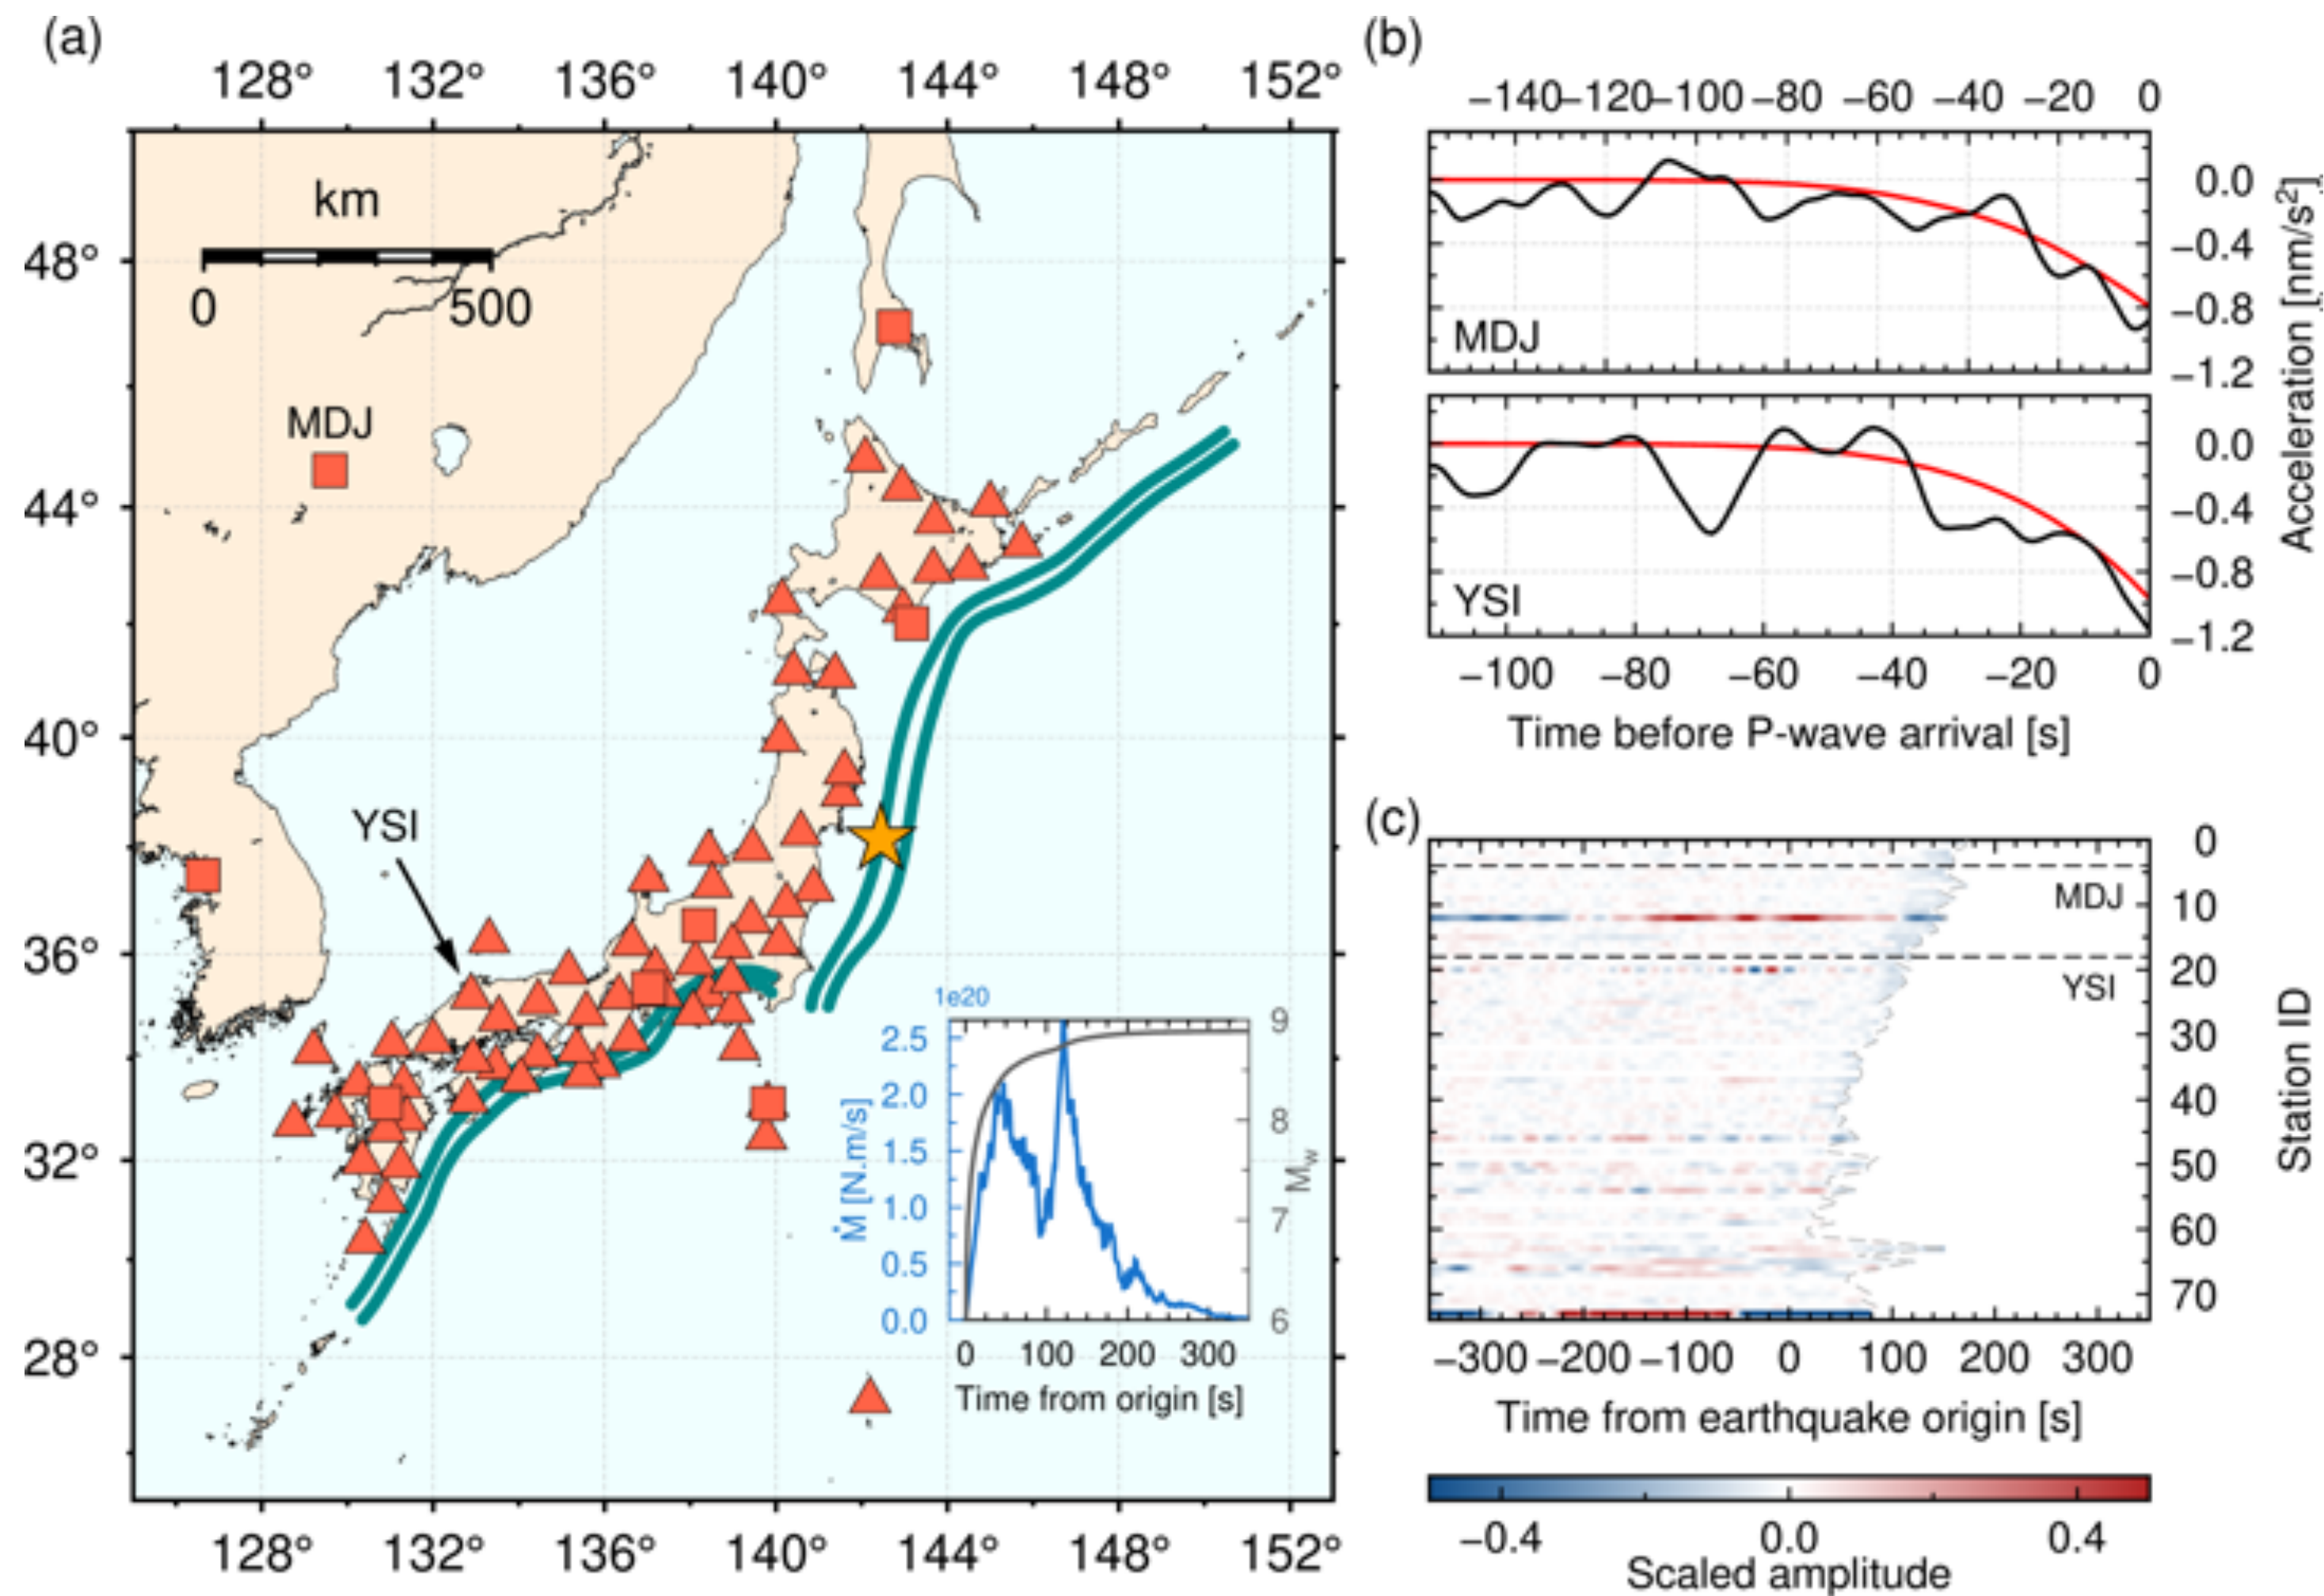 (a)
128° 132° 136° 140° 144° 148° 152°
km
0 500
48°
44°
40°
36°
32°
28°
MDJ
YSI
1e20
2.5
2.0
1.5
1.0
0.5
0.0
Ṁ [N.m/s]
9
8
7
6
Mw
0 100 200 300
Time from origin [s]
128° 132° 136° 140° 144° 148° 152°
(b)
−140 −120 −100 −80 −60 −40 −20 0
0.0
−0.4
−0.8
−1.2
MDJ
0.0
−0.4
−0.8
−1.2
YSI
Acceleration [nm/s²]
−100 −80 −60 −40 −20 0
Time before P-wave arrival [s]
(c)
0
10
20
30
40
50
60
70
MDJ
YSI
Station ID
−300 −200 −100 0 100 200 300
Time from earthquake origin [s]
−0.4 0.0 0.4
Scaled amplitude